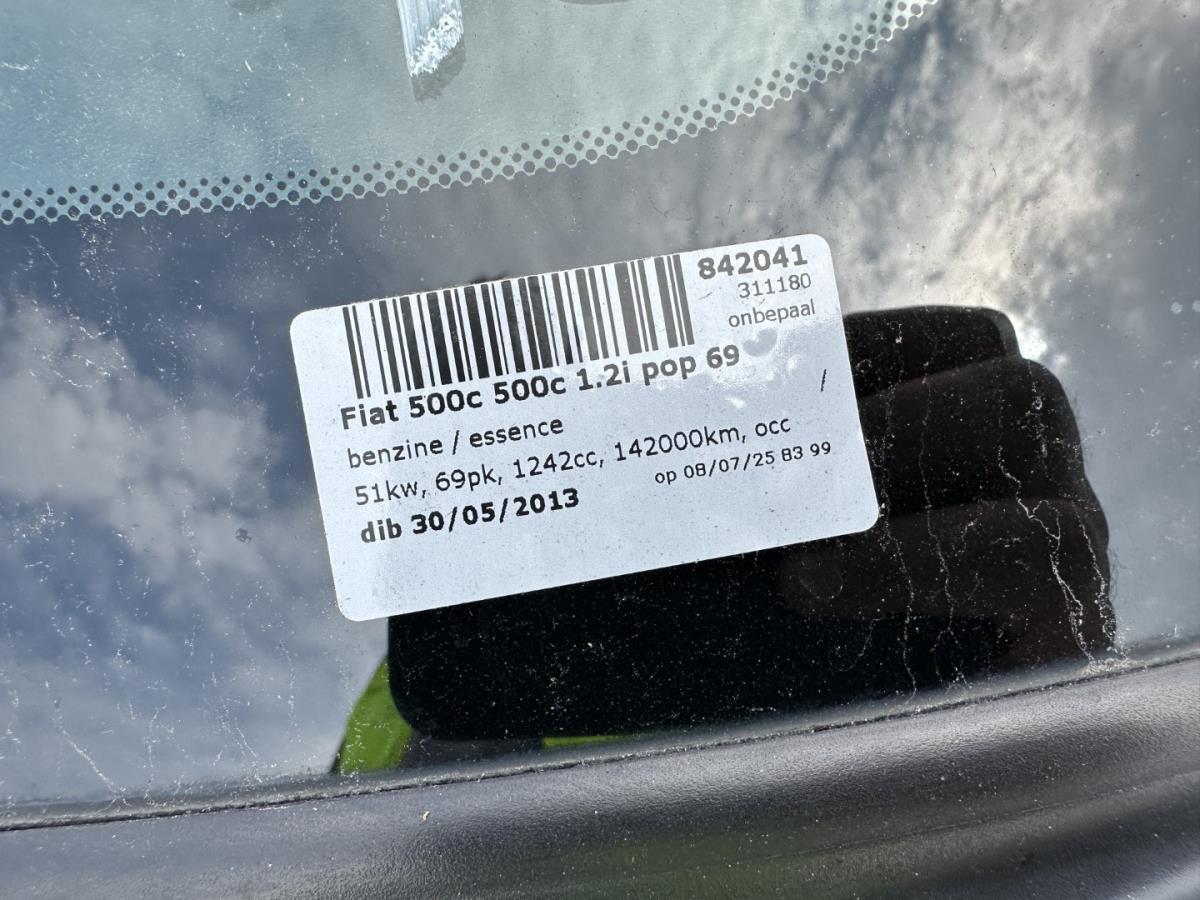 842041
311180
onbepaal
Fiat 500c 500c 1.2i pop 69
/
benzine / essence
51kw, 69pk, 1242cc, 142000km, occ
op 08/07/25 83 99
dib 30/05/2013